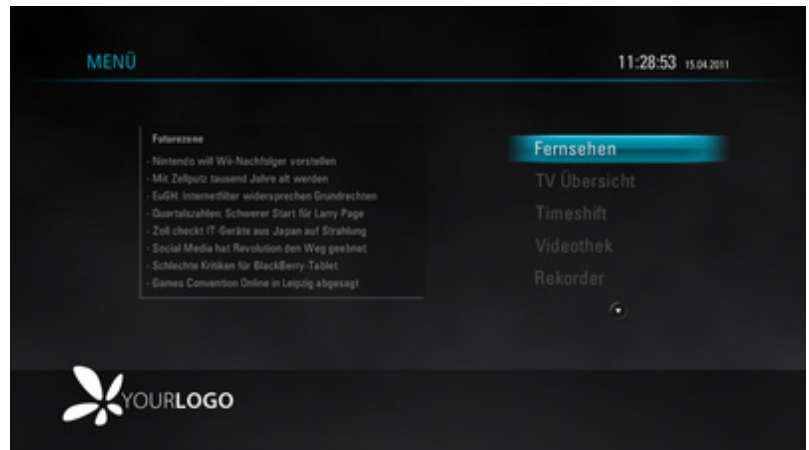 MENÜ
11:28:53 15.04.2011
Futurezone
- Nintendo will Wii-Nachfolger vorstellen
- Mit Zellputz tausend Jahre alt werden
- EuGH: Internetfilter widersprechen Grundrechten
- Quartalszahlen: Schwerer Start für Larry Page
- Zoll checkt IT-Geräte aus Japan auf Strahlung
- Social Media hat Revolution den Weg geebnet
- Schlechte Kritiken für BlackBerry-Tablet
- Games Convention Online in Leipzig abgesagt
Fernsehen
TV Übersicht
Timeshift
Videothek
Rekorder
YOURLOGO